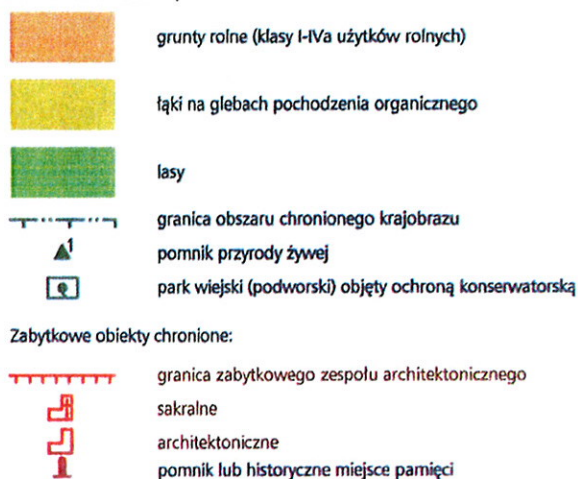 grunty rolne (klasy I-IVa użytków rolnych)
łąki na glebach pochodzenia organicznego
lasy
granica obszaru chronionego krajobrazu
1
pomnik przyrody żywej
park wiejski (podworski) objęty ochroną konserwatorską
Zabytkowe obiekty chronione:
granica zabytkowego zespołu architektonicznego
sakralne
architektoniczne
pomnik lub historyczne miejsce pamięci